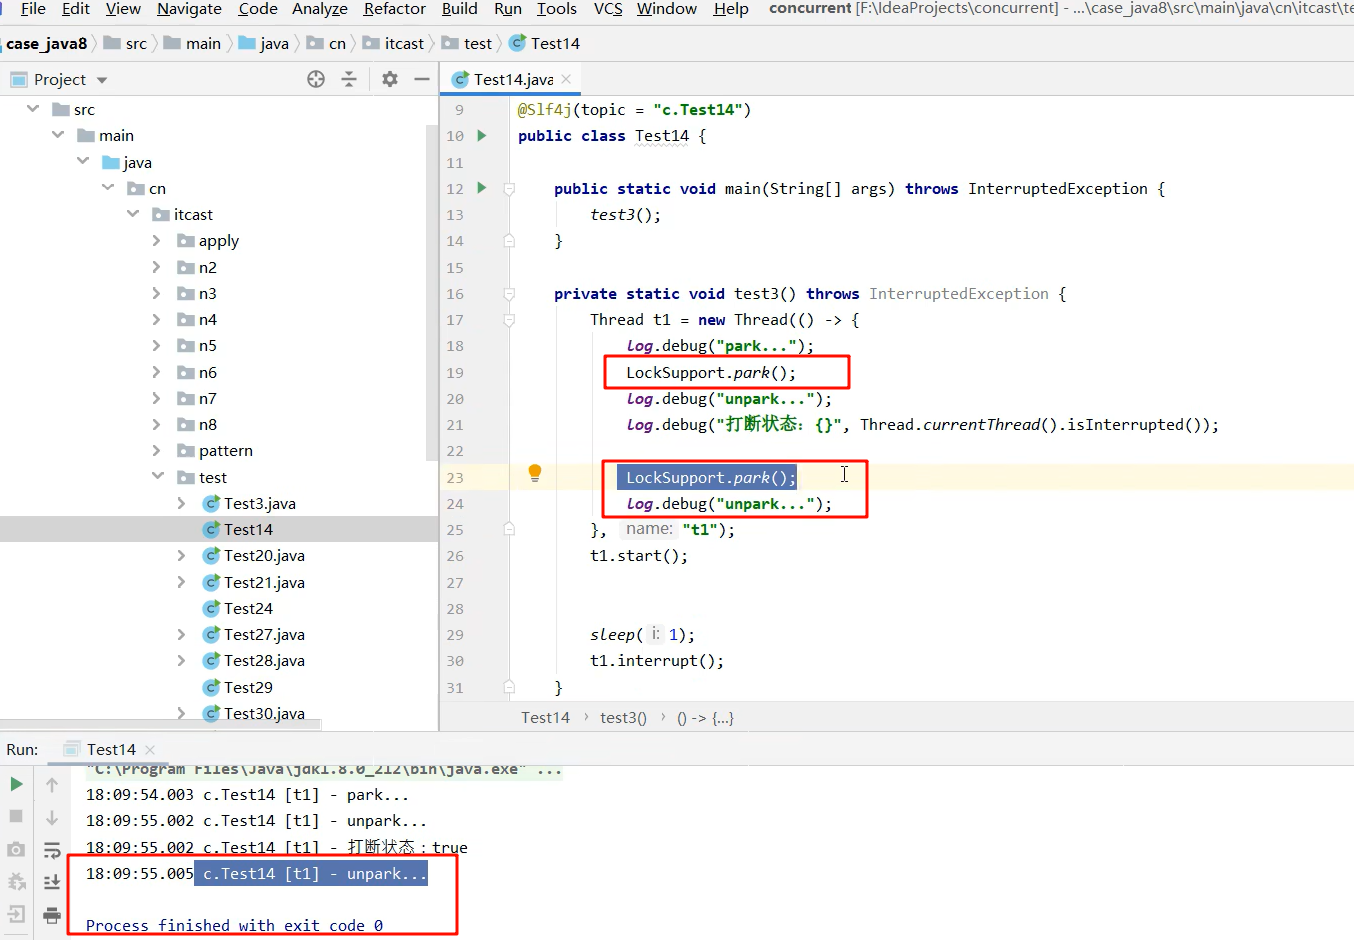 File Edit View Navigate Code Analyze Refactor Build Run Tools VCS Window Help concurrent [F:\IdeaProjects\concurrent] - ...\case_java8\src\main\java\cn\itcast\te
case_java8 src main java cn itcast test Test14
Project
Test14.java
src
main
java
cn
itcast
apply
n2
n3
n4
n5
n6
n7
n8
pattern
test
Test3.java
Test14
Test20.java
Test21.java
Test24
Test27.java
Test28.java
Test29
Test30.java
9 @Slf4j(topic = "c.Test14")
10 public class Test14 {
11
12 public static void main(String[] args) throws InterruptedException {
13 test3();
14 }
15
16 private static void test3() throws InterruptedException {
17 Thread t1 = new Thread(() -> {
18 log.debug("park...");
19 LockSupport.park();
20 log.debug("unpark...");
21 log.debug("打断状态：{}", Thread.currentThread().isInterrupted());
22
23 LockSupport.park();
24 log.debug("unpark...");
25 }, name: "t1");
26 t1.start();
27
28
29 sleep( i: 1);
30 t1.interrupt();
31 }
Test14 › test3() › () -> {...}
Run: Test14
"C:\Program Files\Java\jdk1.8.0_212\bin\java.exe" ...
18:09:54.003 c.Test14 [t1] - park...
18:09:55.002 c.Test14 [t1] - unpark...
18:09:55.002 c.Test14 [t1] - 打断状态：true
18:09:55.005 c.Test14 [t1] - unpark...
Process finished with exit code 0